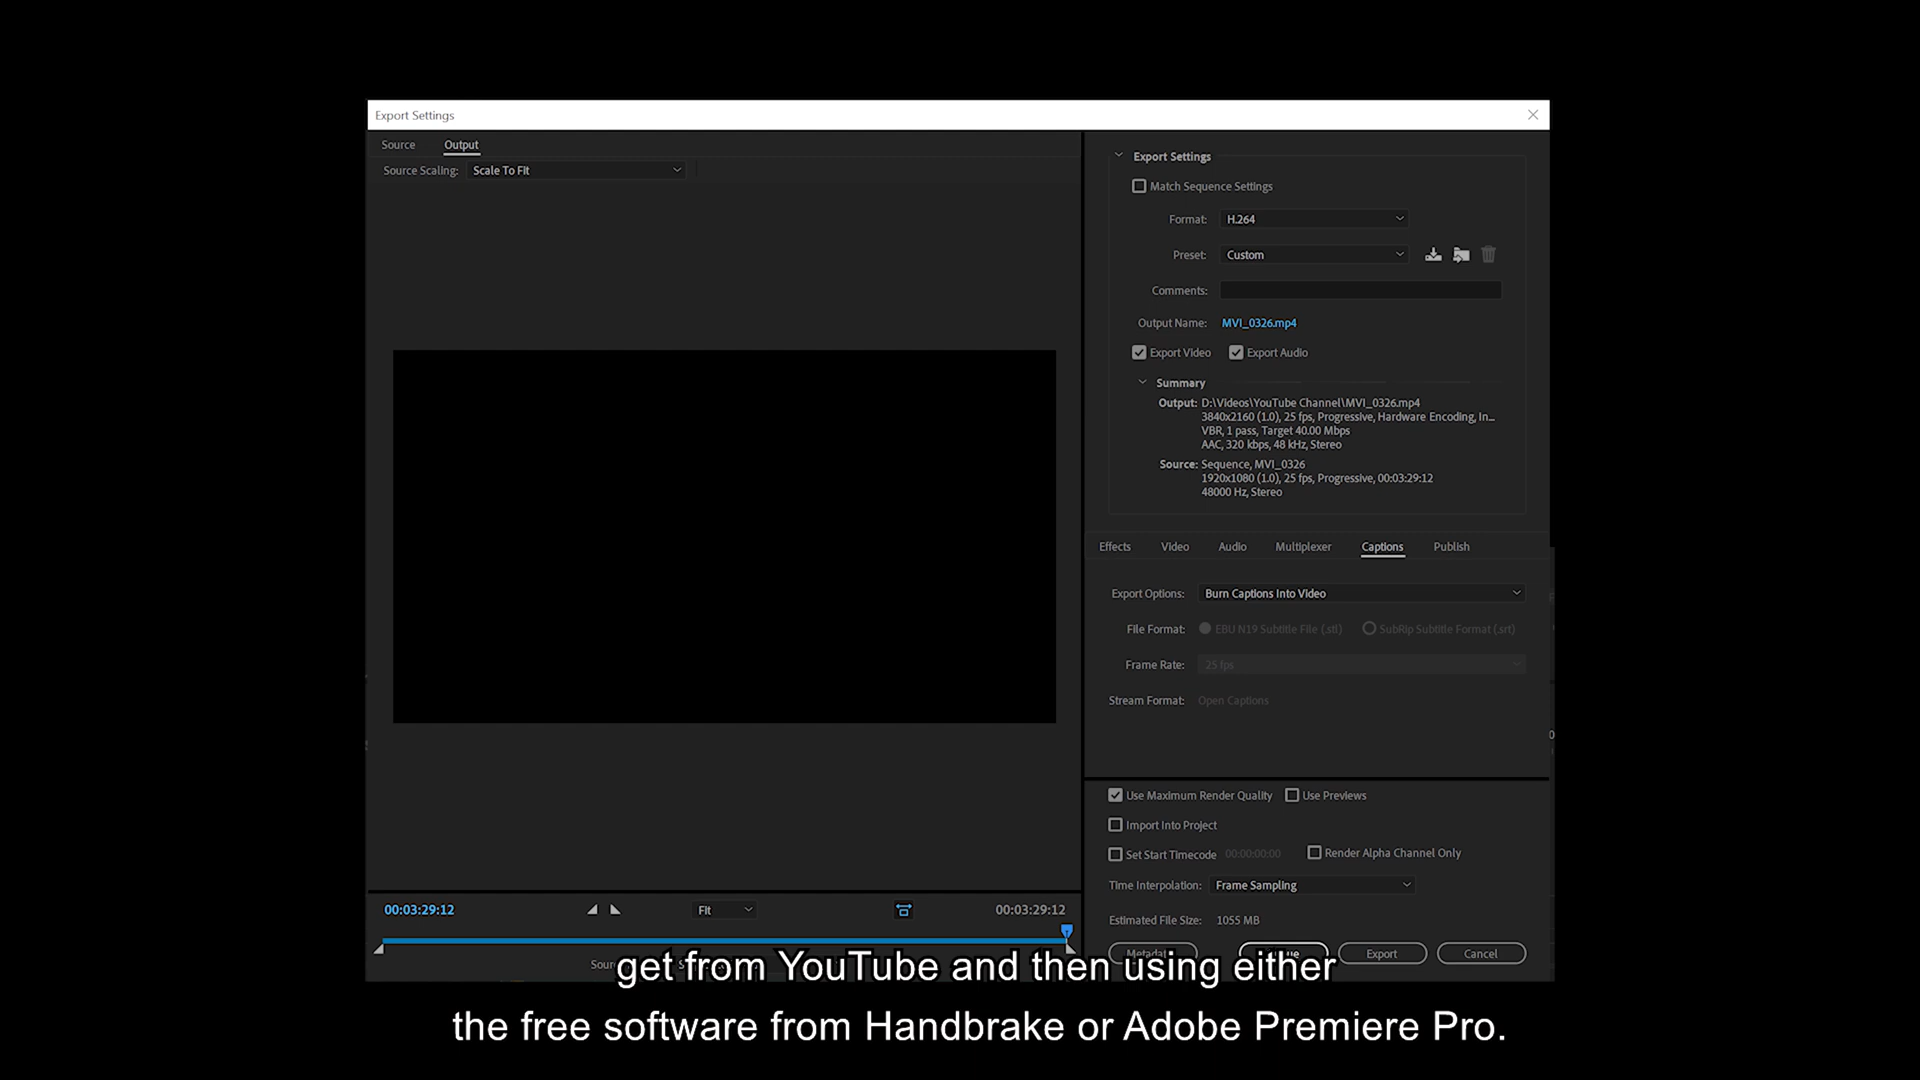 Export Settings
Source Output
Source Scaling: Scale To Fit
Export Settings
Match Sequence Settings
Format: H.264
Preset: Custom
Comments:
Output Name: MVI_0326.mp4
Export Video Export Audio
Summary
Output: D:\Videos\YouTube Channel\MVI_0326.mp4
3840x2160 (1.0), 25 fps, Progressive, Hardware Encoding, In...
VBR, 1 pass, Target 40.00 Mbps
AAC, 320 kbps, 48 kHz, Stereo
Source: Sequence, MVI_0326
1920x1080 (1.0), 25 fps, Progressive, 00:03:29:12
48000 Hz, Stereo
Effects Video Audio Multiplexer Captions Publish
Export Options: Burn Captions Into Video
File Format: EBU N19 Subtitle File (.stl) SubRip Subtitle Format (.srt)
Frame Rate: 25 fps
Stream Format: Open Captions
Use Maximum Render Quality Use Previews
Import Into Project
Set Start Timecode 00:00:00:00 Render Alpha Channel Only
Time Interpolation: Frame Sampling
Estimated File Size: 1055 MB
Export Cancel
00:03:29:12 Fit 00:03:29:12
get from YouTube and then using either
the free software from Handbrake or Adobe Premiere Pro.